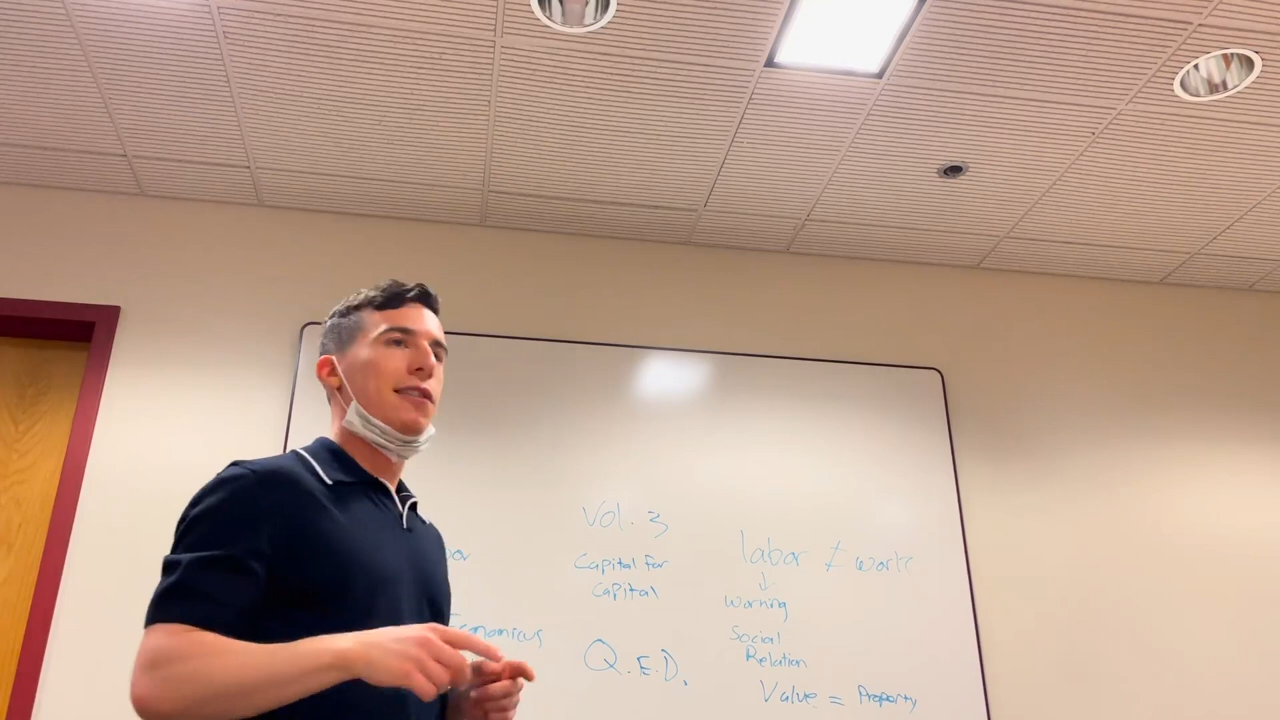 Vol. 3
Capital for
Capital
Q.E.D.
labor ≠ work
↓
Working
Social
Relation
Value = Property